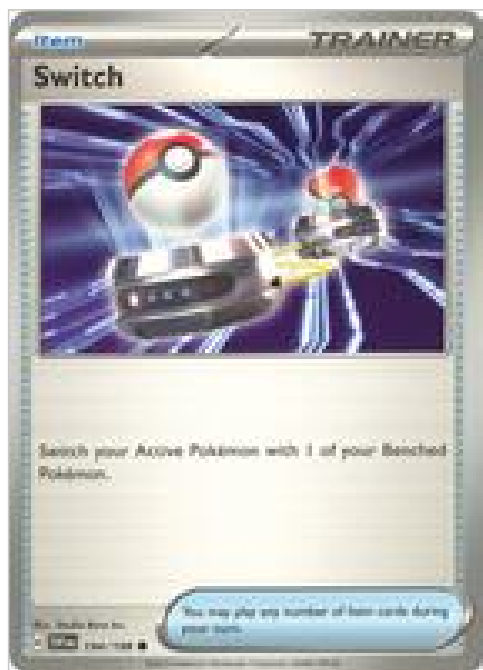 Item
TRAINER
Switch
Switch your Active Pokémon with 1 of your Benched
Pokémon.
You may play any number of Item cards during
your turn.